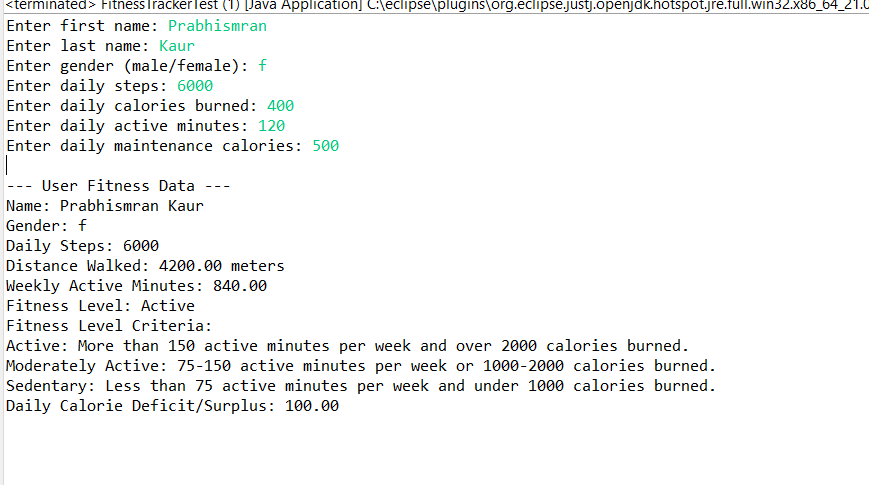 <terminated> FitnessTrackerTest (1) [Java Application] C:\eclipse\plugins\org.eclipse.justj.openjdk.hotspot.jre.full.win32.x86_64_21.0
Enter first name: Prabhismran
Enter last name: Kaur
Enter gender (male/female): f
Enter daily steps: 6000
Enter daily calories burned: 400
Enter daily active minutes: 120
Enter daily maintenance calories: 500
--- User Fitness Data ---
Name: Prabhismran Kaur
Gender: f
Daily Steps: 6000
Distance Walked: 4200.00 meters
Weekly Active Minutes: 840.00
Fitness Level: Active
Fitness Level Criteria:
Active: More than 150 active minutes per week and over 2000 calories burned.
Moderately Active: 75-150 active minutes per week or 1000-2000 calories burned.
Sedentary: Less than 75 active minutes per week and under 1000 calories burned.
Daily Calorie Deficit/Surplus: 100.00